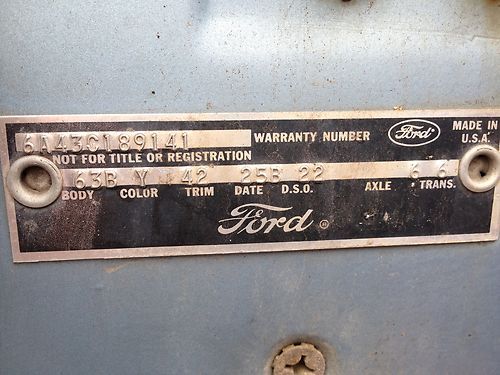 6A43C189141 WARRANTY NUMBER Ford MADE IN U.S.A.
NOT FOR TITLE OR REGISTRATION
63B Y 42 25B 22 6 6
BODY COLOR TRIM DATE D.S.O. AXLE TRANS.
Ford ®